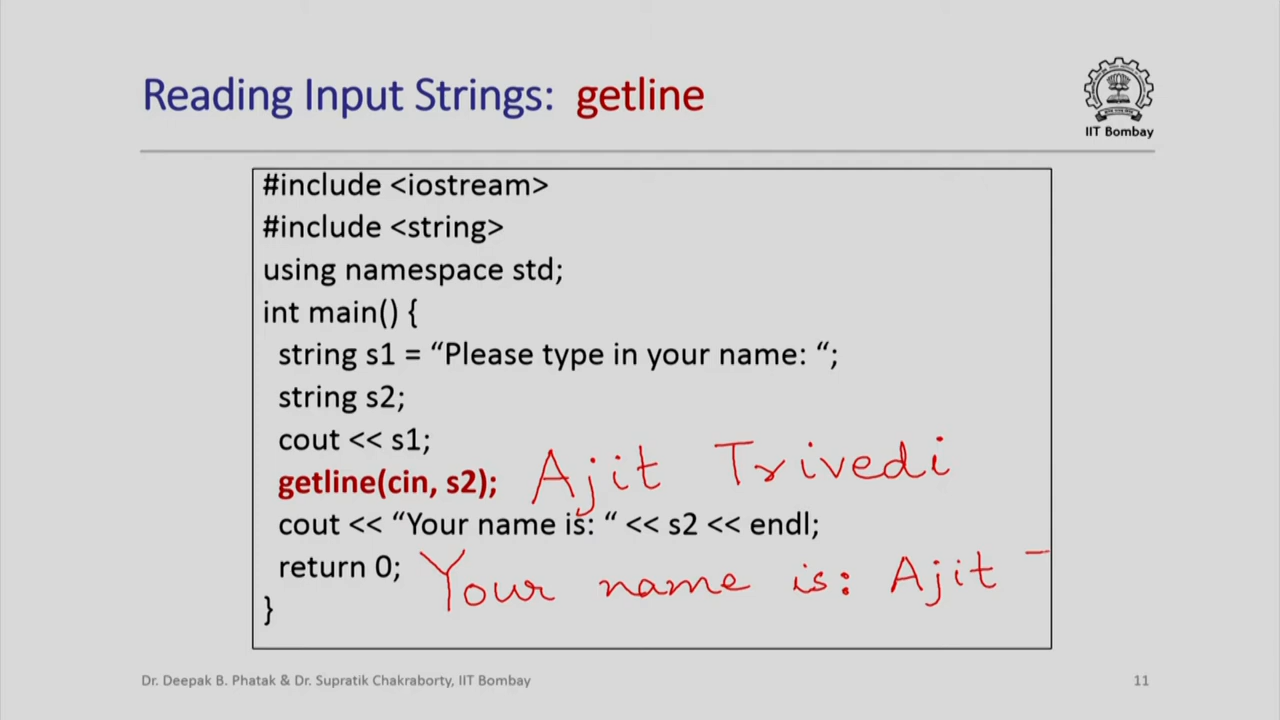 Reading Input Strings: getline
IIT Bombay
#include <iostream>
#include <string>
using namespace std;
int main() {
string s1 = “Please type in your name: “;
string s2;
cout << s1;
getline(cin, s2); Ajit Trivedi
cout << “Your name is: “ << s2 << endl;
return 0; Your name is: Ajit
}
Dr. Deepak B. Phatak & Dr. Supratik Chakraborty, IIT Bombay 11